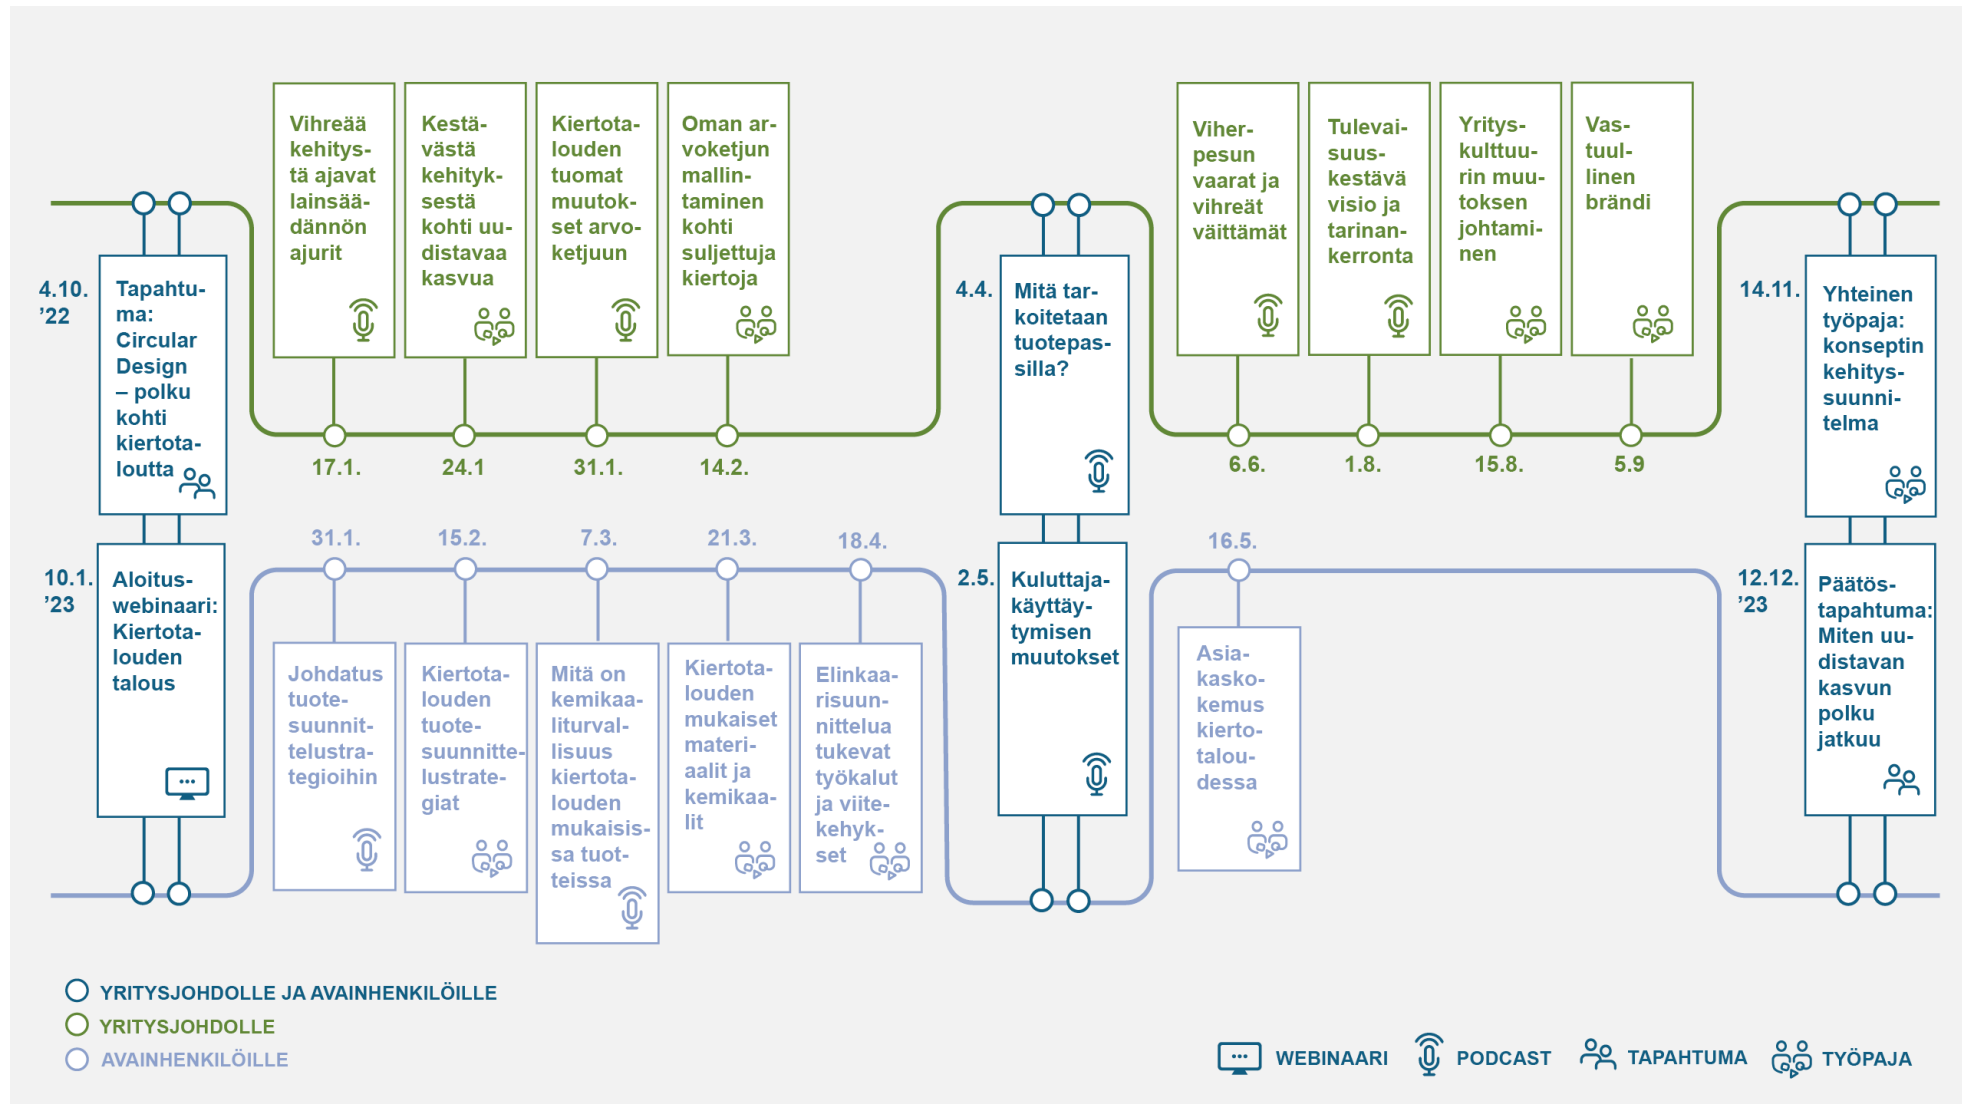 4.10.
’22
Tapahtu-
ma:
Circular
Design
– polku
kohti
kiertota-
loutta
10.1.
’23
Aloitus-
webinaari:
Kiertota-
louden
talous
Vihreää
kehitys-
tä ajavat
lainsää-
dännön
ajurit
17.1.
Kestä-
västä
kehityk-
sestä
kohti uu-
distavaa
kasvua
24.1
Kiertota-
louden
tuomat
muutok-
set arvo-
ketjuun
31.1.
Oman ar-
voketjun
mallin-
taminen
kohti
suljettuja
kiertoja
14.2.
31.1.
Johdatus
tuote-
suunnit-
telustra-
tegioihin
15.2.
Kiertota-
louden
tuote-
suunnitte-
lustrate-
giat
7.3.
Mitä on
kemikaa-
liturval-
lisuus
kiertota-
louden
mukaisis-
sa tuot-
teissa
21.3.
Kiertota-
louden
mukaiset
materi-
aalit ja
kemikaa-
lit
18.4.
Elinkaa-
risuun-
nittelua
tukevat
työkalut
ja viite-
kehyk-
set
4.4.
Mitä tar-
koitetaan
tuotepas-
silla?
2.5.
Kuluttaja-
käyttäy-
tymisen
muutokset
Viher-
pesun
vaarat ja
vihreät
väittämät
6.6.
Tulevai-
suus-
kestävä
visio ja
tarinan-
kerronta
1.8.
Yritys-
kulttuu-
rin muu-
toksen
johtami-
nen
15.8.
Vas-
tuul-
linen
brändi
5.9
16.5.
Asia-
kasko-
kemus
kierto-
talou-
dessa
14.11.
Yhteinen
työpaja:
konseptin
kehitys-
suunni-
telma
12.12.
’23
Päätös-
tapahtuma:
Miten uu-
distavan
kasvun
polku
jatkuu
YRITYSJOHDOLLE JA AVAINHENKILÖILLE
YRITYSJOHDOLLE
AVAINHENKILÖILLE
WEBINAARI
PODCAST
TAPAHTUMA
TYÖPAJA